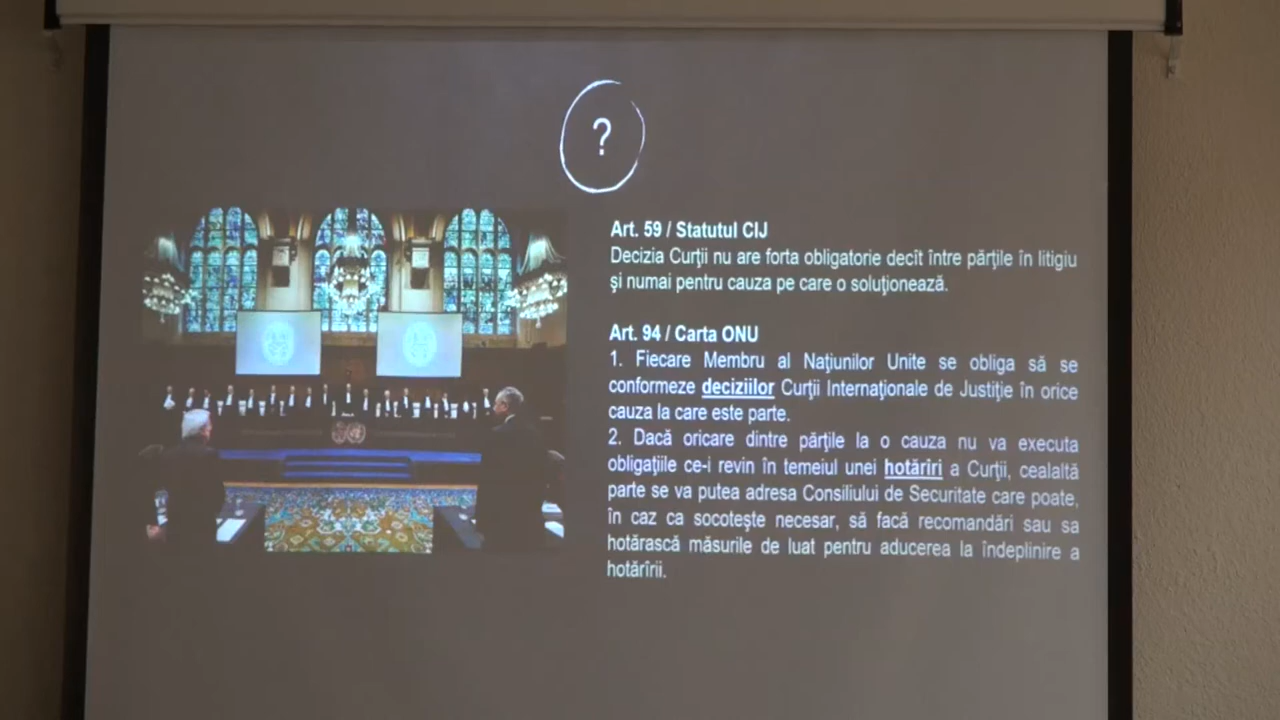 ?
Art. 59 / Statutul CIJ
Decizia Curţii nu are forta obligatorie decît între părţile în litigiu
şi numai pentru cauza pe care o soluţionează.
Art. 94 / Carta ONU
1. Fiecare Membru al Naţiunilor Unite se obliga să se
conformeze deciziilor Curţii Internaţionale de Justiţie în orice
cauza la care este parte.
2. Dacă oricare dintre părţile la o cauza nu va executa
obligaţiile ce-i revin în temeiul unei hotărîri a Curţii, cealaltă
parte se va putea adresa Consiliului de Securitate care poate,
în caz ca socoteşte necesar, să facă recomandări sau sa
hotărască măsurile de luat pentru aducerea la îndeplinire a
hotărîrii.